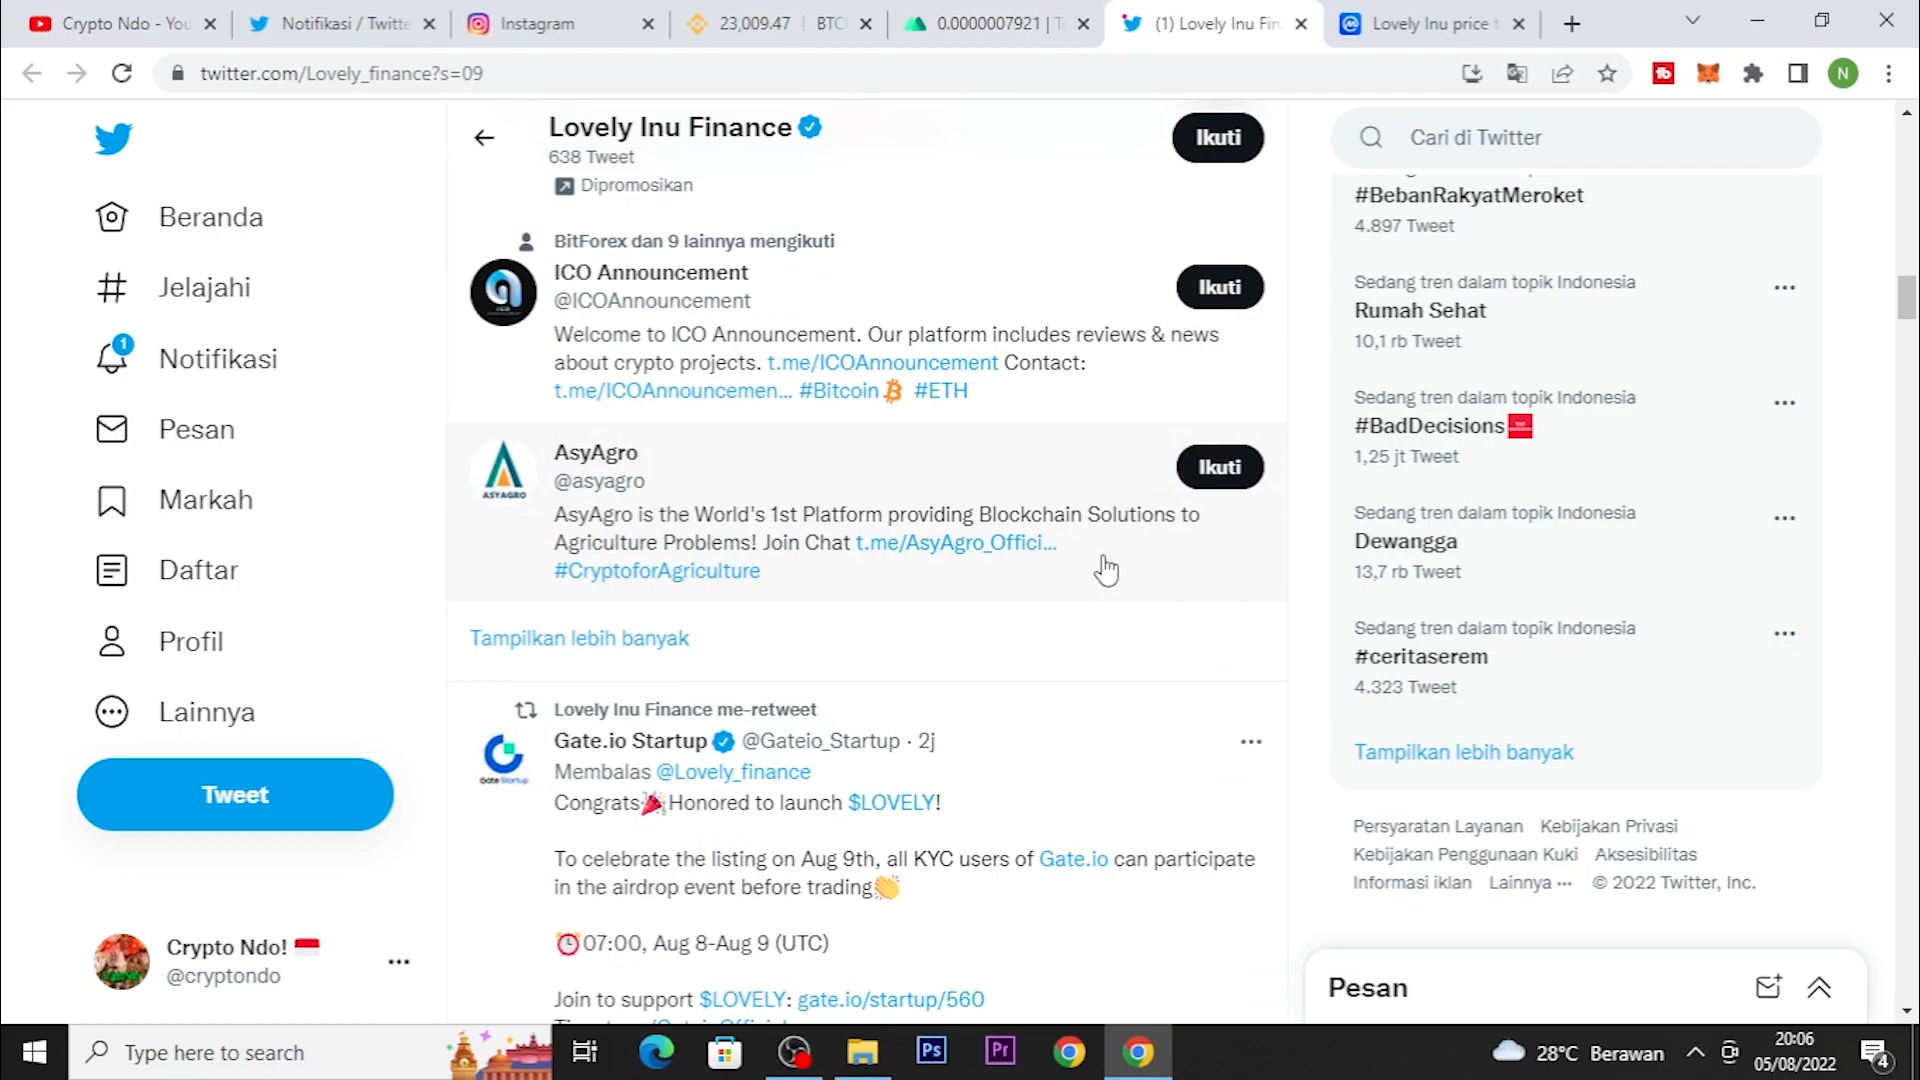 Crypto Ndo - You
Notifikasi / Twitte
Instagram
23,009.47 | BTC
0.0000007921 | T
(1) Lovely Inu Fin
Lovely Inu price t
twitter.com/Lovely_finance?s=09
N
Lovely Inu Finance
638 Tweet
Dipromosikan
Ikuti
Cari di Twitter
Beranda
Jelajahi
1
Notifikasi
Pesan
Markah
Daftar
Profil
Lainnya
Tweet
Crypto Ndo!
@cryptondo
BitForex dan 9 lainnya mengikuti
ICO Announcement
@ICOAnnouncement
Ikuti
Welcome to ICO Announcement. Our platform includes reviews & news
about crypto projects. t.me/ICOAnnouncement Contact:
t.me/ICOAnnouncemen... #Bitcoin #ETH
ASYAGRO
AsyAgro
@asyagro
Ikuti
AsyAgro is the World's 1st Platform providing Blockchain Solutions to
Agriculture Problems! Join Chat t.me/AsyAgro_Offici...
#CryptoforAgriculture
Tampilkan lebih banyak
Lovely Inu Finance me-retweet
Gate Startup
Gate.io Startup @Gateio_Startup · 2j
Membalas @Lovely_finance
Congrats Honored to launch $LOVELY!
To celebrate the listing on Aug 9th, all KYC users of Gate.io can participate
in the airdrop event before trading
07:00, Aug 8-Aug 9 (UTC)
Join to support $LOVELY: gate.io/startup/560
#BebanRakyatMeroket
4.897 Tweet
Sedang tren dalam topik Indonesia
Rumah Sehat
10,1 rb Tweet
Sedang tren dalam topik Indonesia
#BadDecisions
1,25 jt Tweet
Sedang tren dalam topik Indonesia
Dewangga
13,7 rb Tweet
Sedang tren dalam topik Indonesia
#ceritaserem
4.323 Tweet
Tampilkan lebih banyak
Persyaratan Layanan Kebijakan Privasi
Kebijakan Penggunaan Kuki Aksesibilitas
Informasi iklan Lainnya ··· © 2022 Twitter, Inc.
Pesan
Type here to search
Ps
Pr
28°C Berawan
20:06
05/08/2022
4